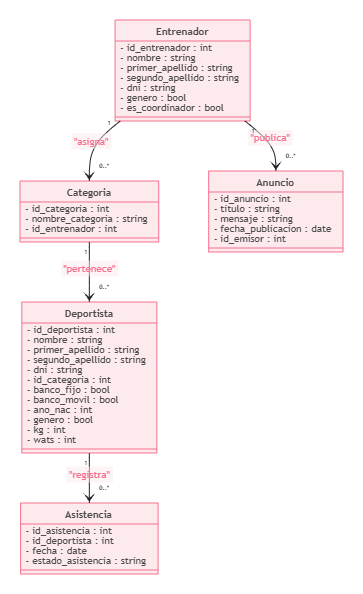 Entrenador
- id_entrenador : int
- nombre : string
- primer_apellido : string
- segundo_apellido : string
- dni : string
- genero : bool
- es_coordinador : bool
1
1
"asigna"
"publica"
0..*
0..*
Categoria
- id_categoria : int
- nombre_categoria : string
- id_entrenador : int
Anuncio
- id_anuncio : int
- titulo : string
- mensaje : string
- fecha_publicacion : date
- id_emisor : int
1
"pertenece"
0..*
Deportista
- id_deportista : int
- nombre : string
- primer_apellido : string
- segundo_apellido : string
- dni : string
- id_categoria : int
- banco_fijo : bool
- banco_movil : bool
- ano_nac : int
- genero : bool
- kg : int
- wats : int
1
"registra"
0..*
Asistencia
- id_asistencia : int
- id_deportista : int
- fecha : date
- estado_asistencia : string